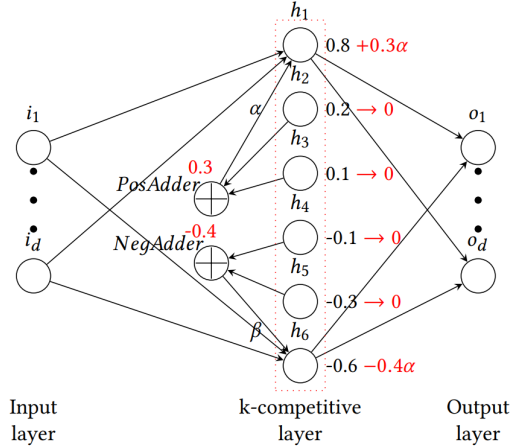 h1
0.8 +0.3α
h2
i1
α
0.2 → 0
o1
h3
0.3
PosAdder
0.1 → 0
h4
-0.4
id
NegAdder
-0.1 → 0
od
h5
-0.3 → 0
β
h6
-0.6 −0.4α
Input
layer
k-competitive
layer
Output
layer